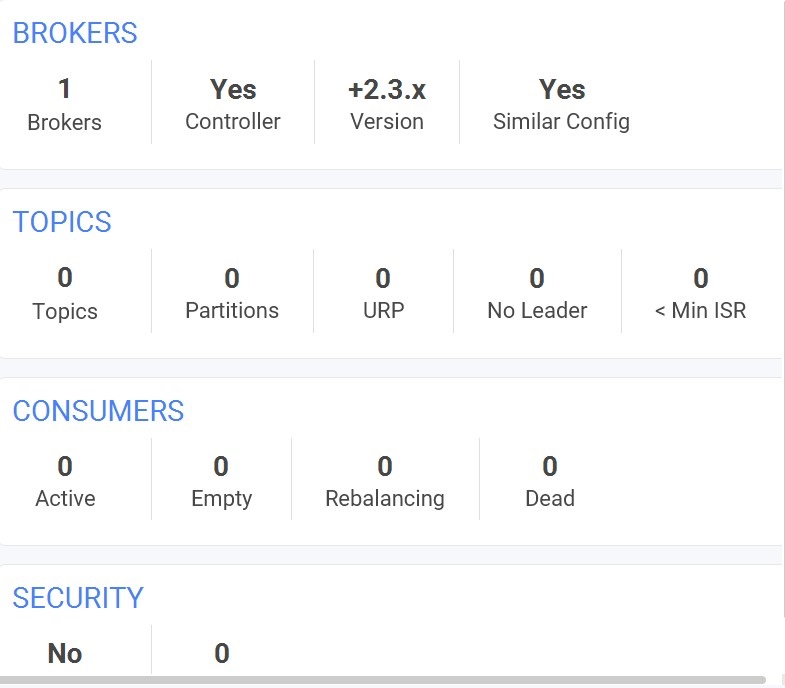 BROKERS
1 Yes +2.3.x Yes
Brokers Controller Version Similar Config
TOPICS
0 0 0 0 0
Topics Partitions URP No Leader < Min ISR
CONSUMERS
0 0 0 0
Active Empty Rebalancing Dead
SECURITY
No 0